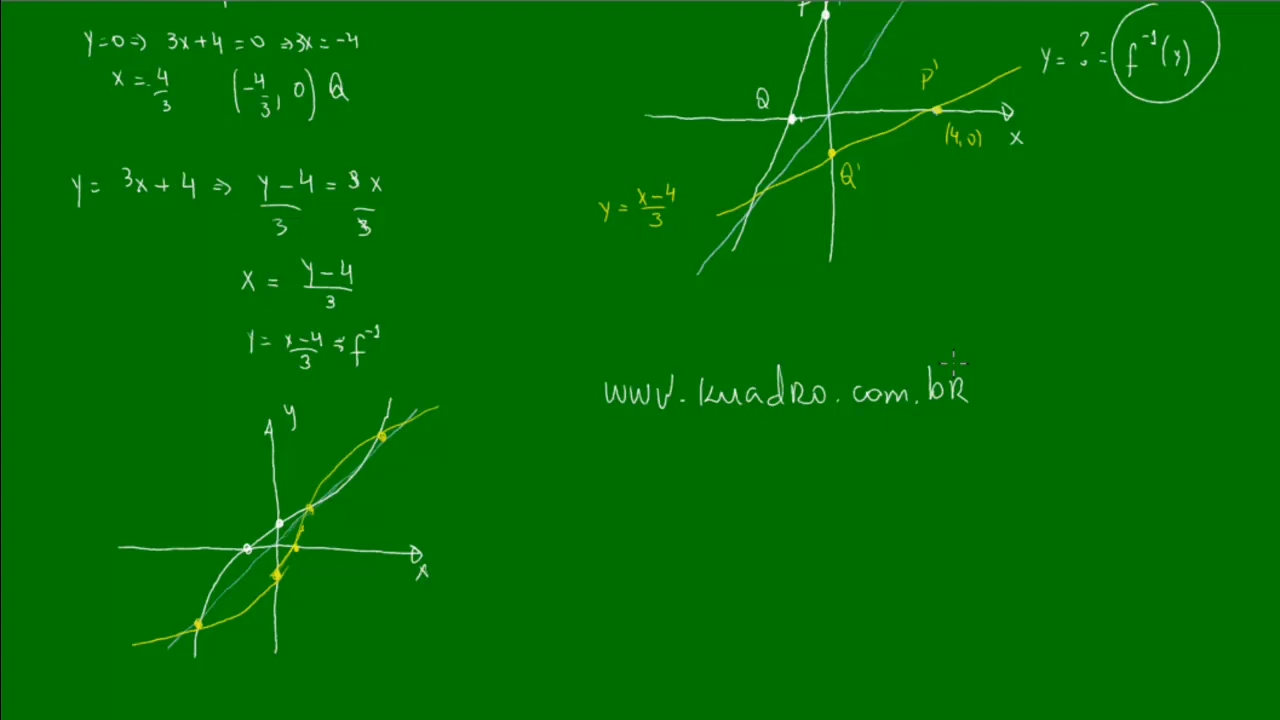 y=0 ⇒ 3x+4=0 ⇒ 3x=-4
x = -4/3 (-4/3, 0) Q
y = 3x+4 ⇒ (y-4)/3 = 3x/3
x = (y-4)/3
y = (x-4)/3 = f⁻¹
y
x
P
Q
P'
(4,0)
x
Q'
y = (x-4)/3
y = ? = f⁻¹(x)
www.kuadro.com.br